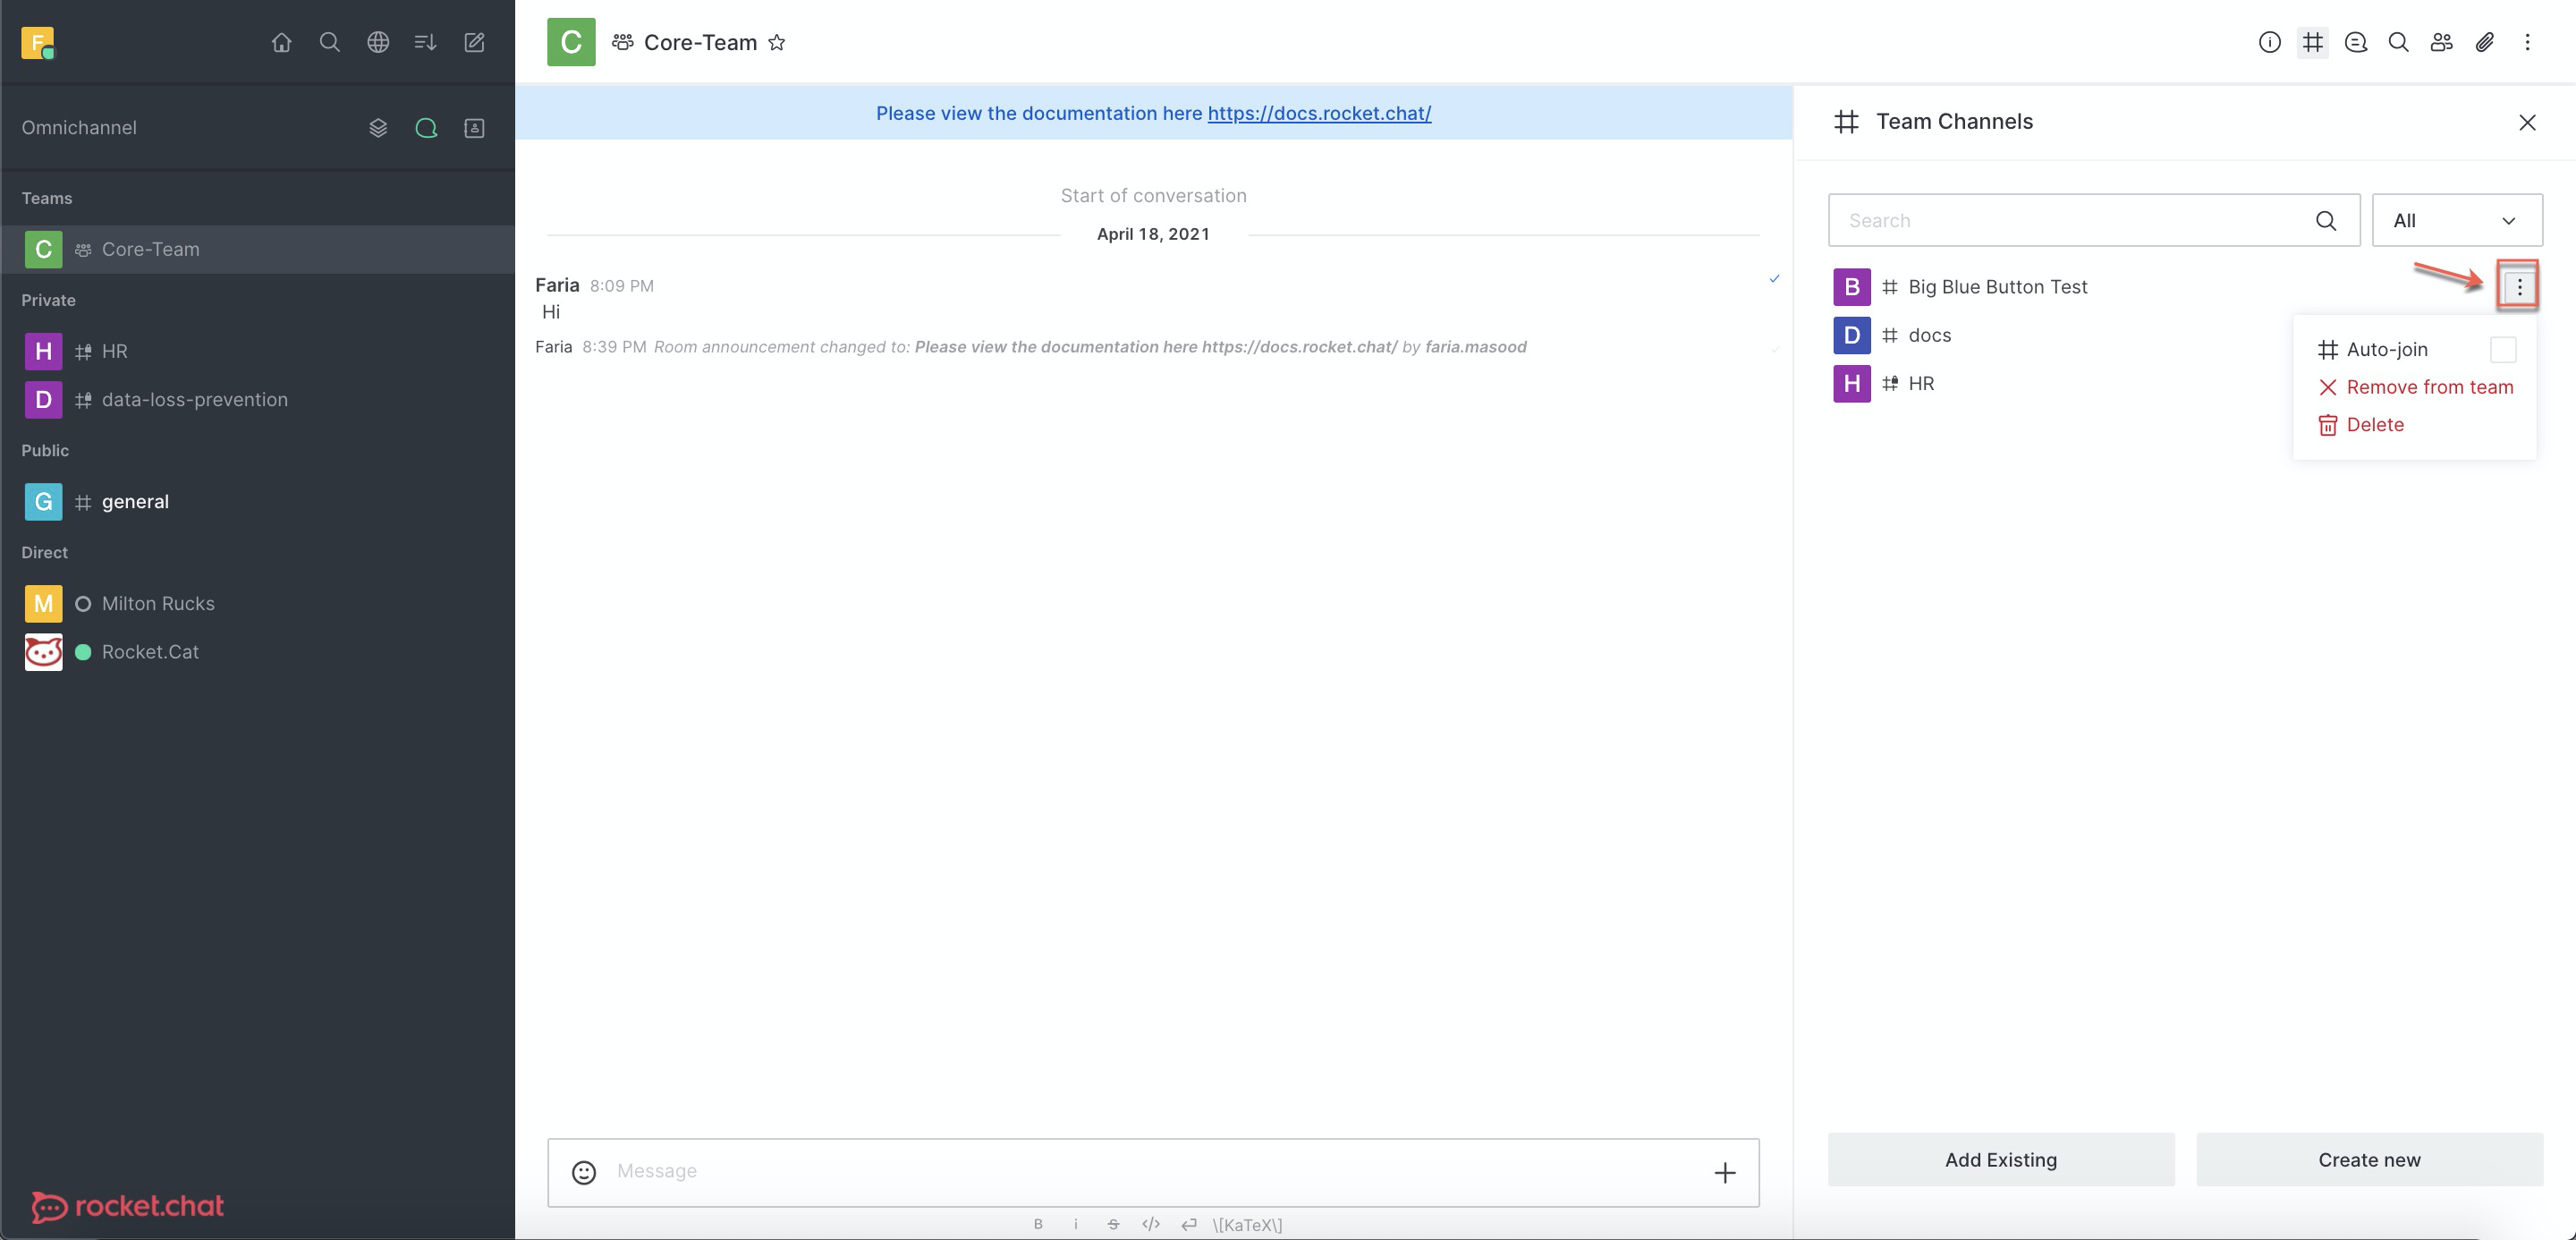 F
Omnichannel
Teams
C Core-Team
Private
H HR
D data-loss-prevention
Public
G general
Direct
M Milton Rucks
Rocket.Cat
rocket.chat
C Core-Team
Please view the documentation here https://docs.rocket.chat/
Start of conversation
April 18, 2021
Faria 8:09 PM
Hi
Faria 8:39 PM Room announcement changed to: Please view the documentation here https://docs.rocket.chat/ by faria.masood
Message
B i S </> \[KaTeX\]
Team Channels
Search
All
B # Big Blue Button Test
D # docs
H HR
Auto-join
Remove from team
Delete
Add Existing
Create new